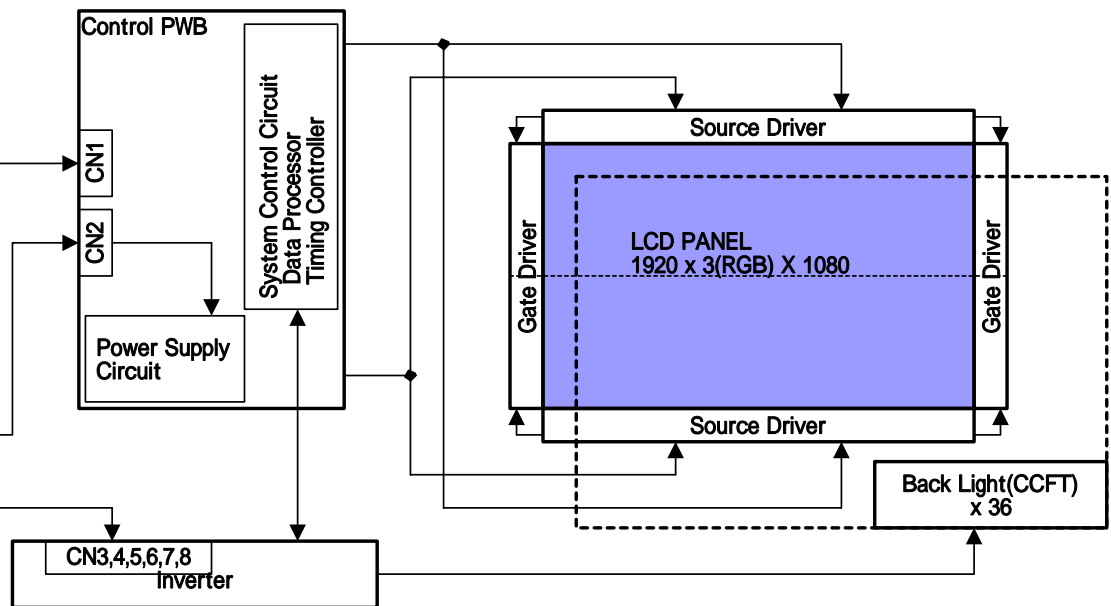 Control PWB
System Control Circuit
Data Processor
Timing Controller
CN1
CN2
Power Supply
Circuit
Source Driver
Gate Driver
LCD PANEL
1920 x 3(RGB) X 1080
Gate Driver
Source Driver
Back Light(CCFT)
x 36
CN3,4,5,6,7,8
Inverter